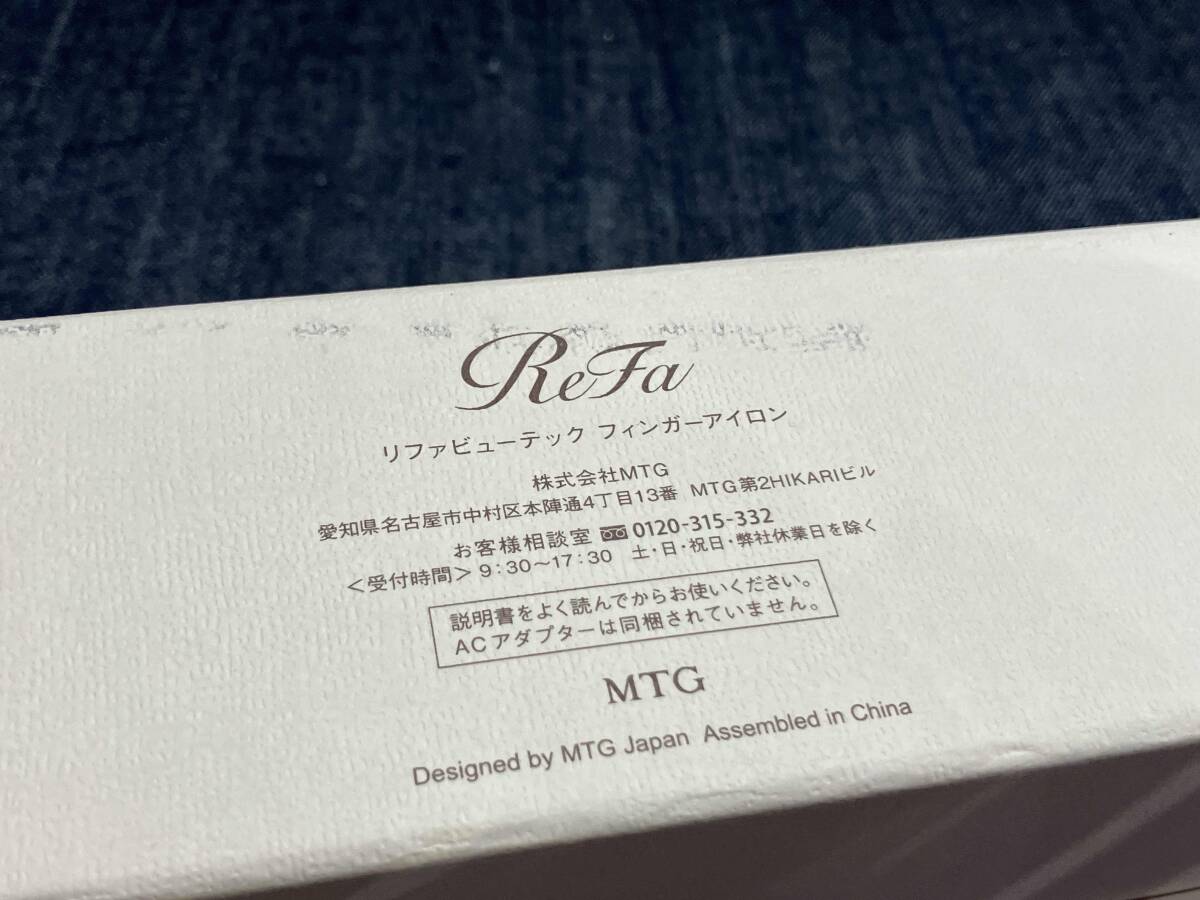 ReFa
リファビューテック フィンガーアイロン
株式会社MTG
愛知県名古屋市中村区本陣通4丁目13番 MTG第2HIKARIビル
お客様相談室 0120-315-332
＜受付時間＞9:30～17:30 土・日・祝日・弊社休業日を除く
説明書をよく読んでからお使いください。
ACアダプターは同梱されていません。
MTG
Designed by MTG Japan Assembled in China